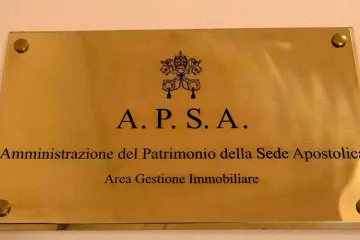 A. P. S. A.
Amministrazione del Patrimonio della Sede Apostolica
Area Gestione Immobiliare